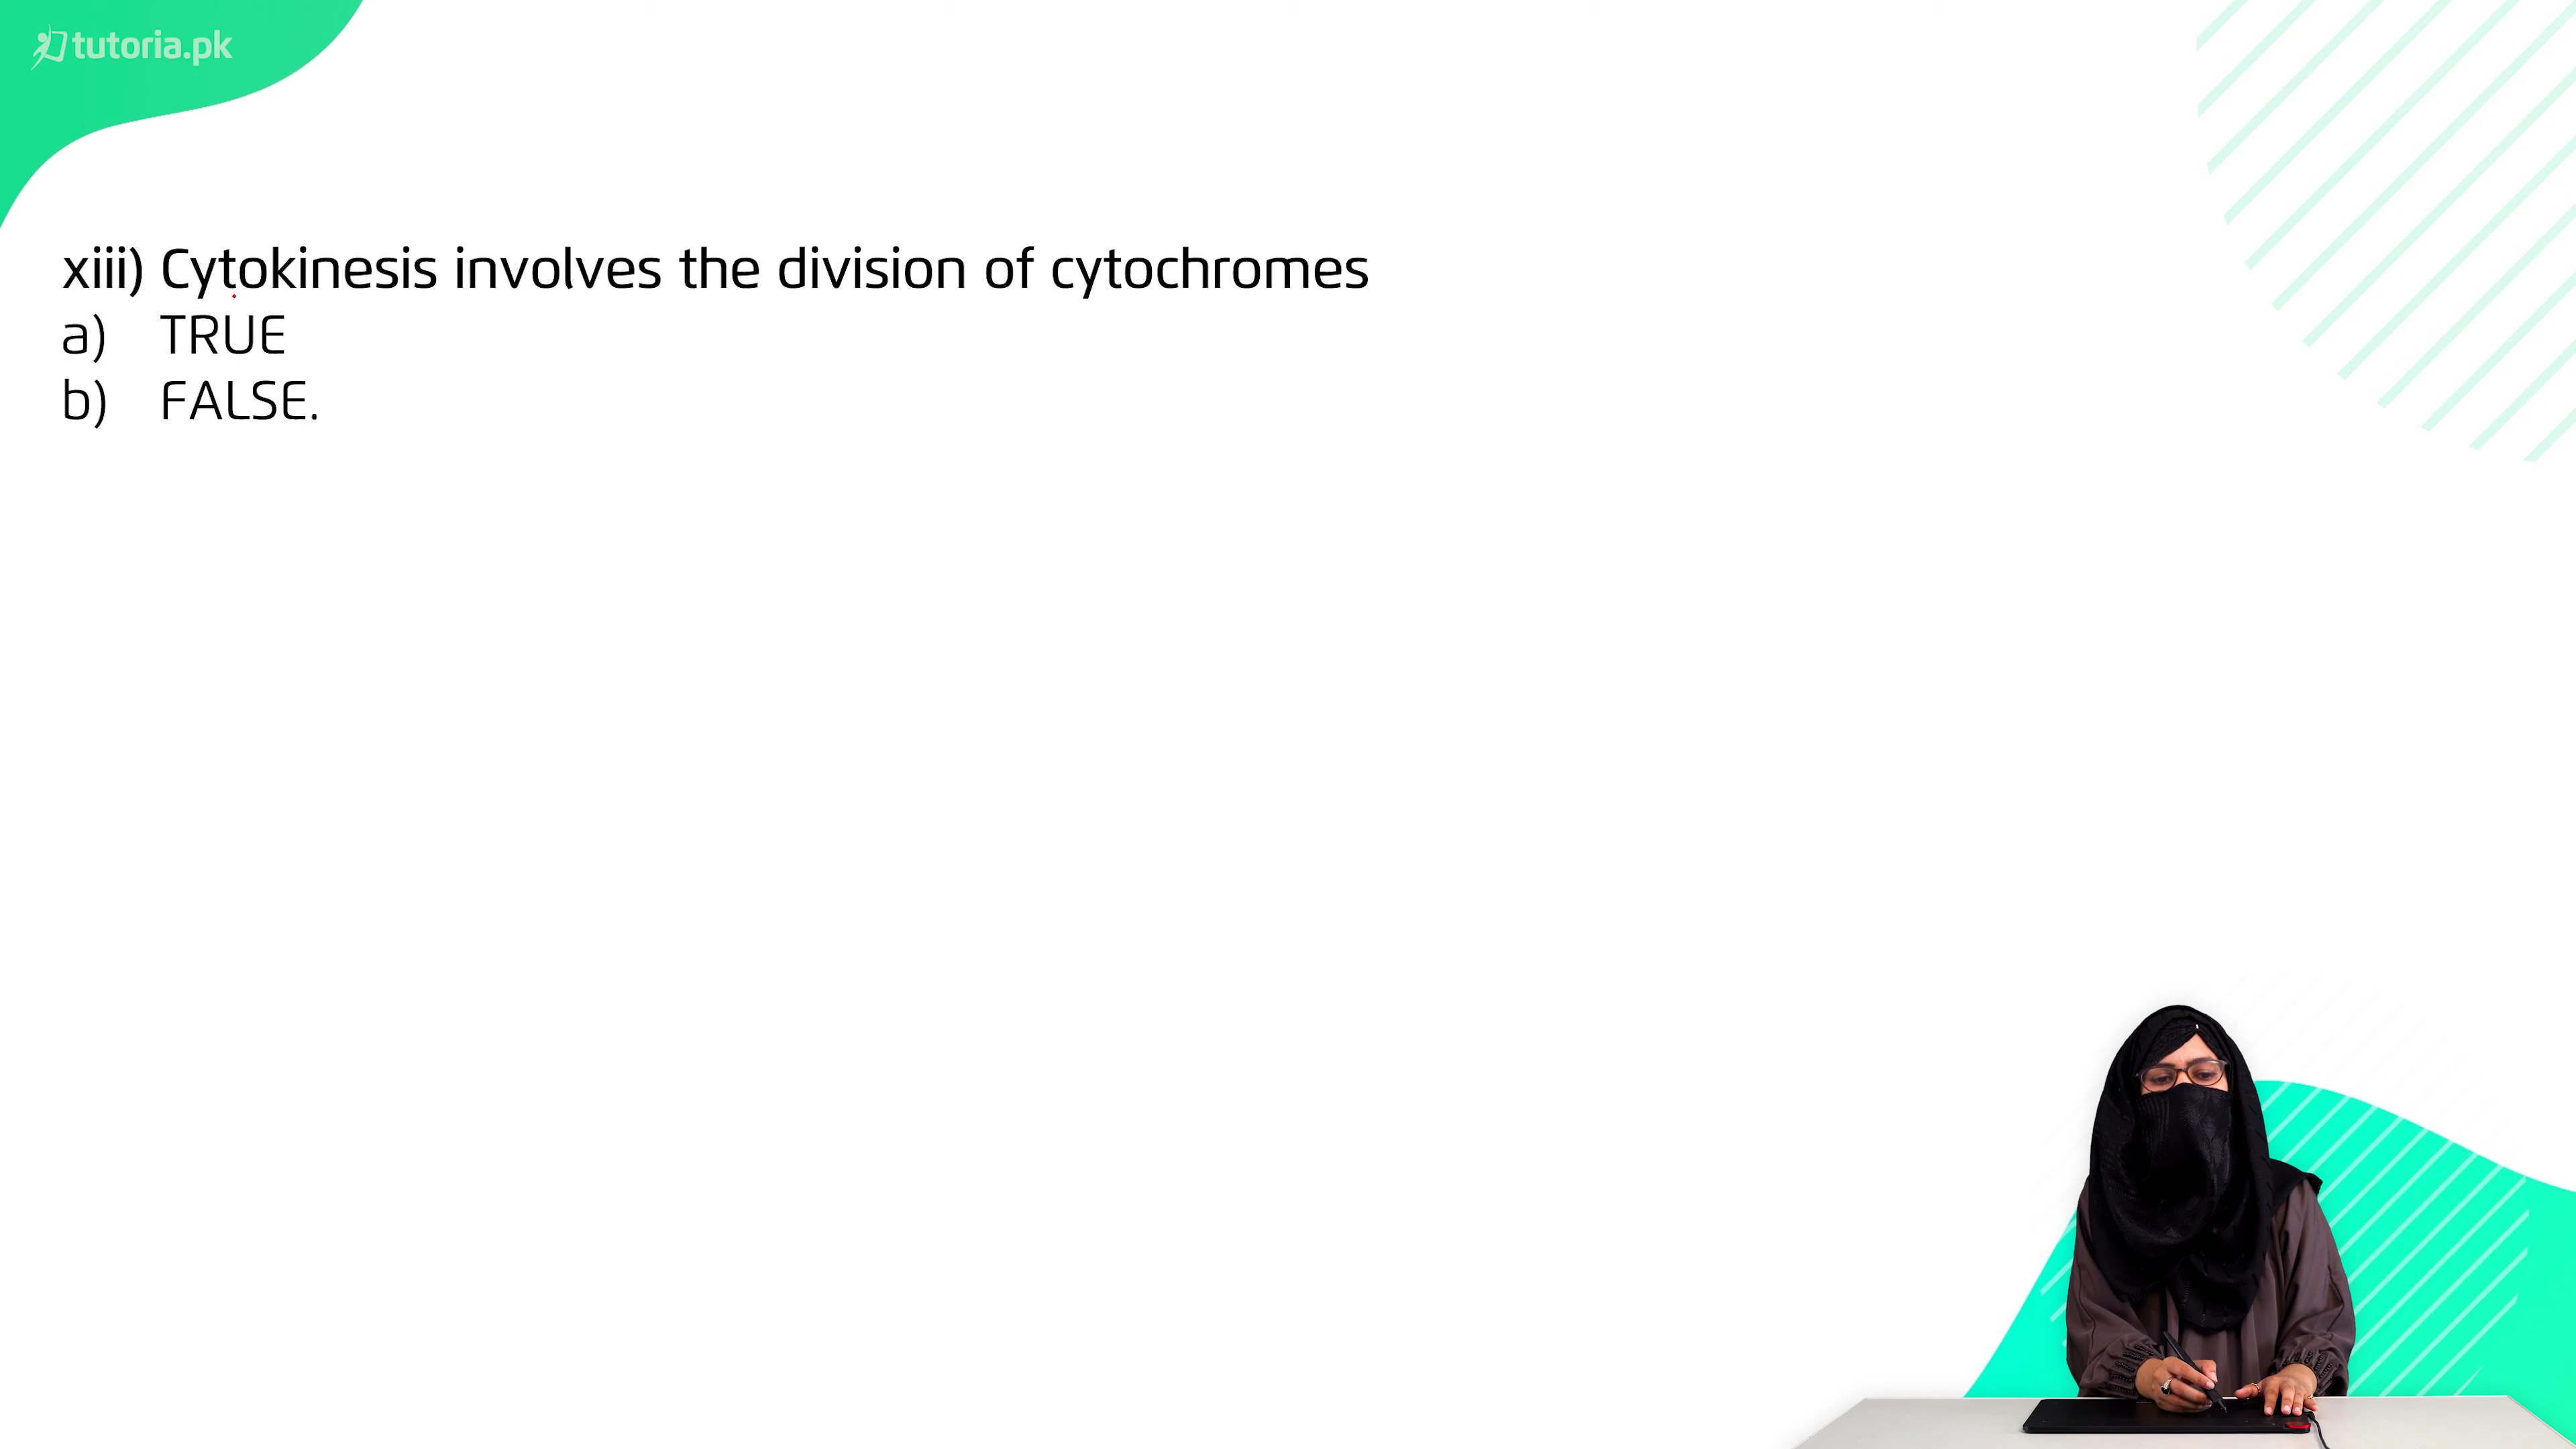 tutoria.pk
xiii) Cytokinesis involves the division of cytochromes
a) TRUE
b) FALSE.